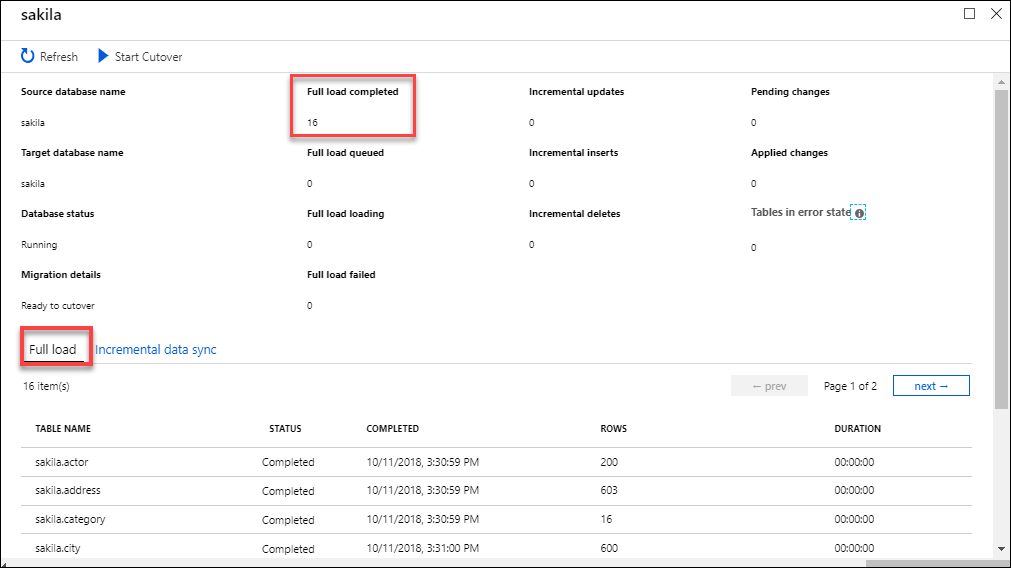 sakila
Refresh Start Cutover
Source database name Full load completed Incremental updates Pending changes
sakila 16 0 0
Target database name Full load queued Incremental inserts Applied changes
sakila 0 0 0
Database status Full load loading Incremental deletes Tables in error state
Running 0 0 0
Migration details Full load failed
Ready to cutover 0
Full load Incremental data sync
16 item(s) ← prev Page 1 of 2 next →
TABLE NAME STATUS COMPLETED ROWS DURATION
sakila.actor Completed 10/11/2018, 3:30:59 PM 200 00:00:00
sakila.address Completed 10/11/2018, 3:30:59 PM 603 00:00:00
sakila.category Completed 10/11/2018, 3:30:59 PM 16 00:00:00
sakila.city Completed 10/11/2018, 3:31:00 PM 600 00:00:00